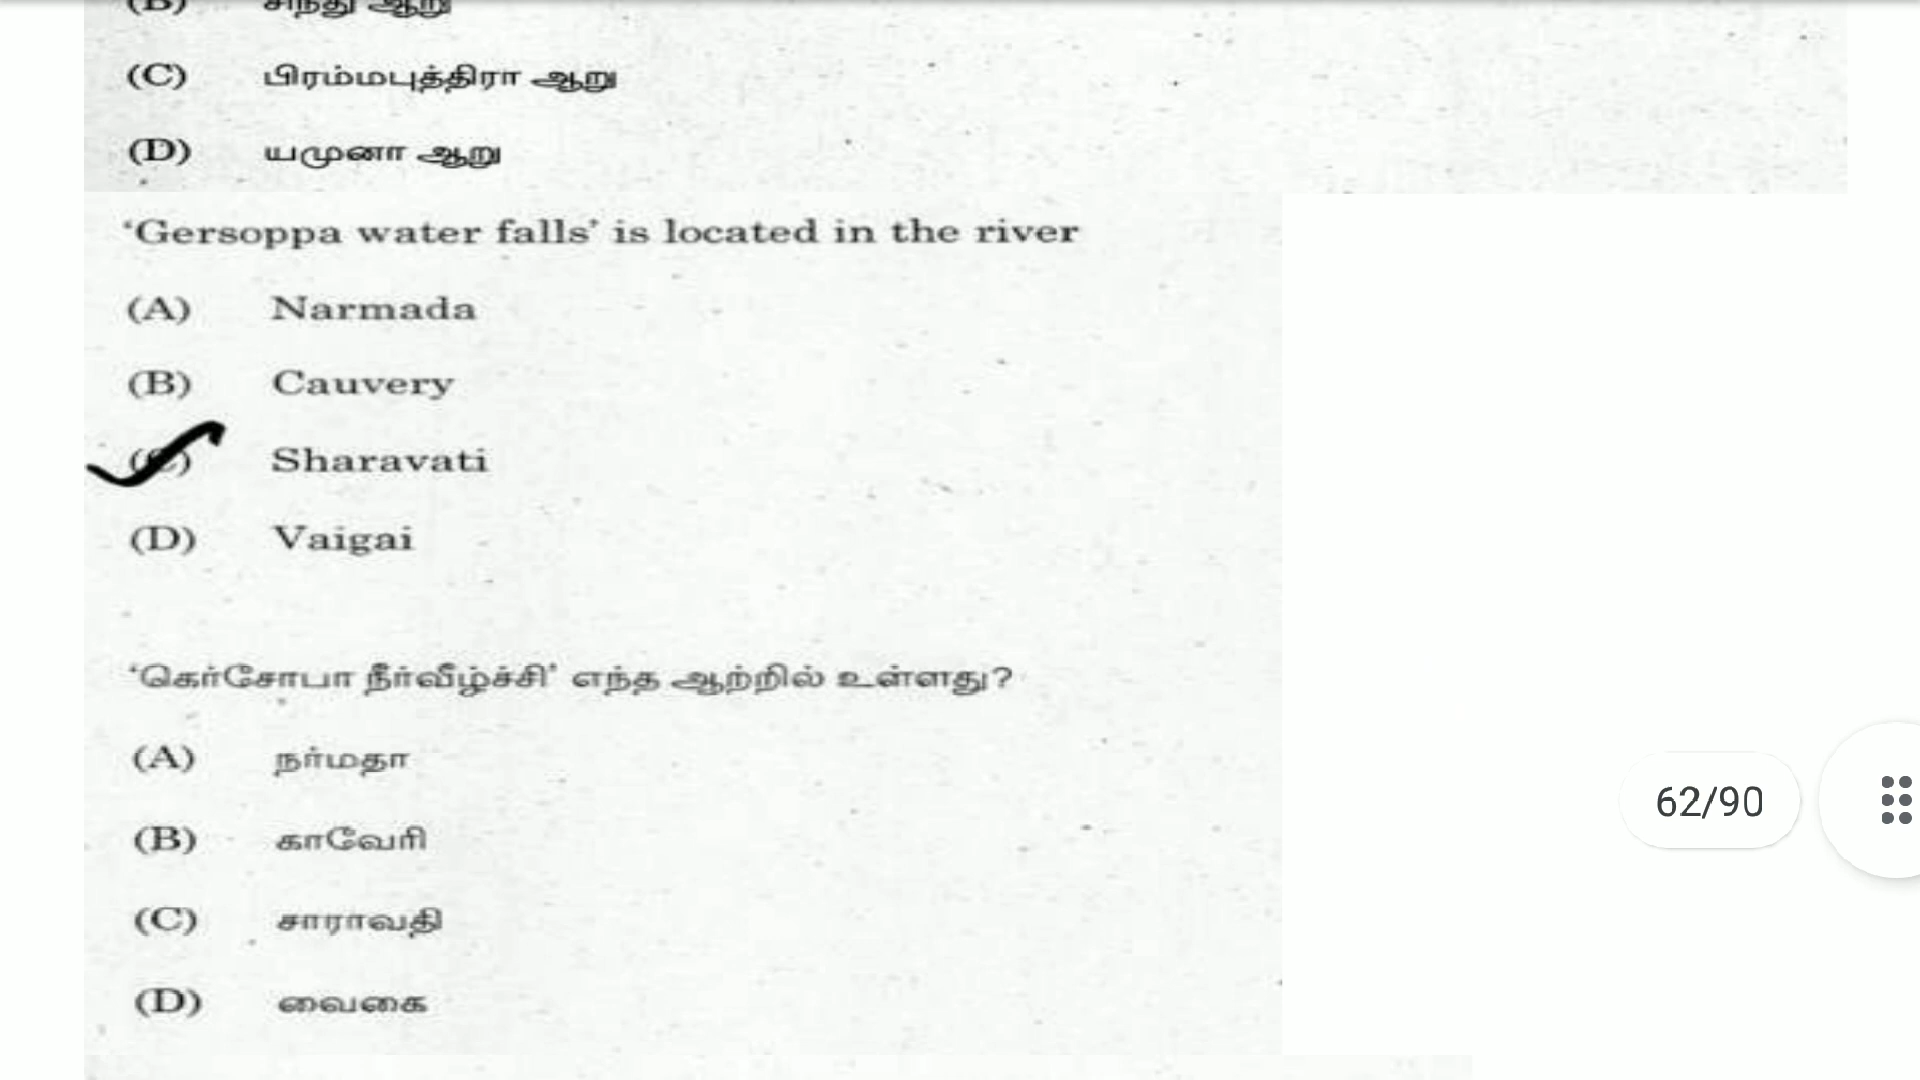 (B) சிந்து ஆறு
(C) பிரம்மபுத்திரா ஆறு
(D) யமுனா ஆறு
‘Gersoppa water falls’ is located in the river
(A) Narmada
(B) Cauvery
(C) Sharavati
(D) Vaigai
‘கெர்சோபா நீர்வீழ்ச்சி’ எந்த ஆற்றில் உள்ளது?
(A) நர்மதா
(B) காவேரி
(C) சாராவதி
(D) வைகை
62/90